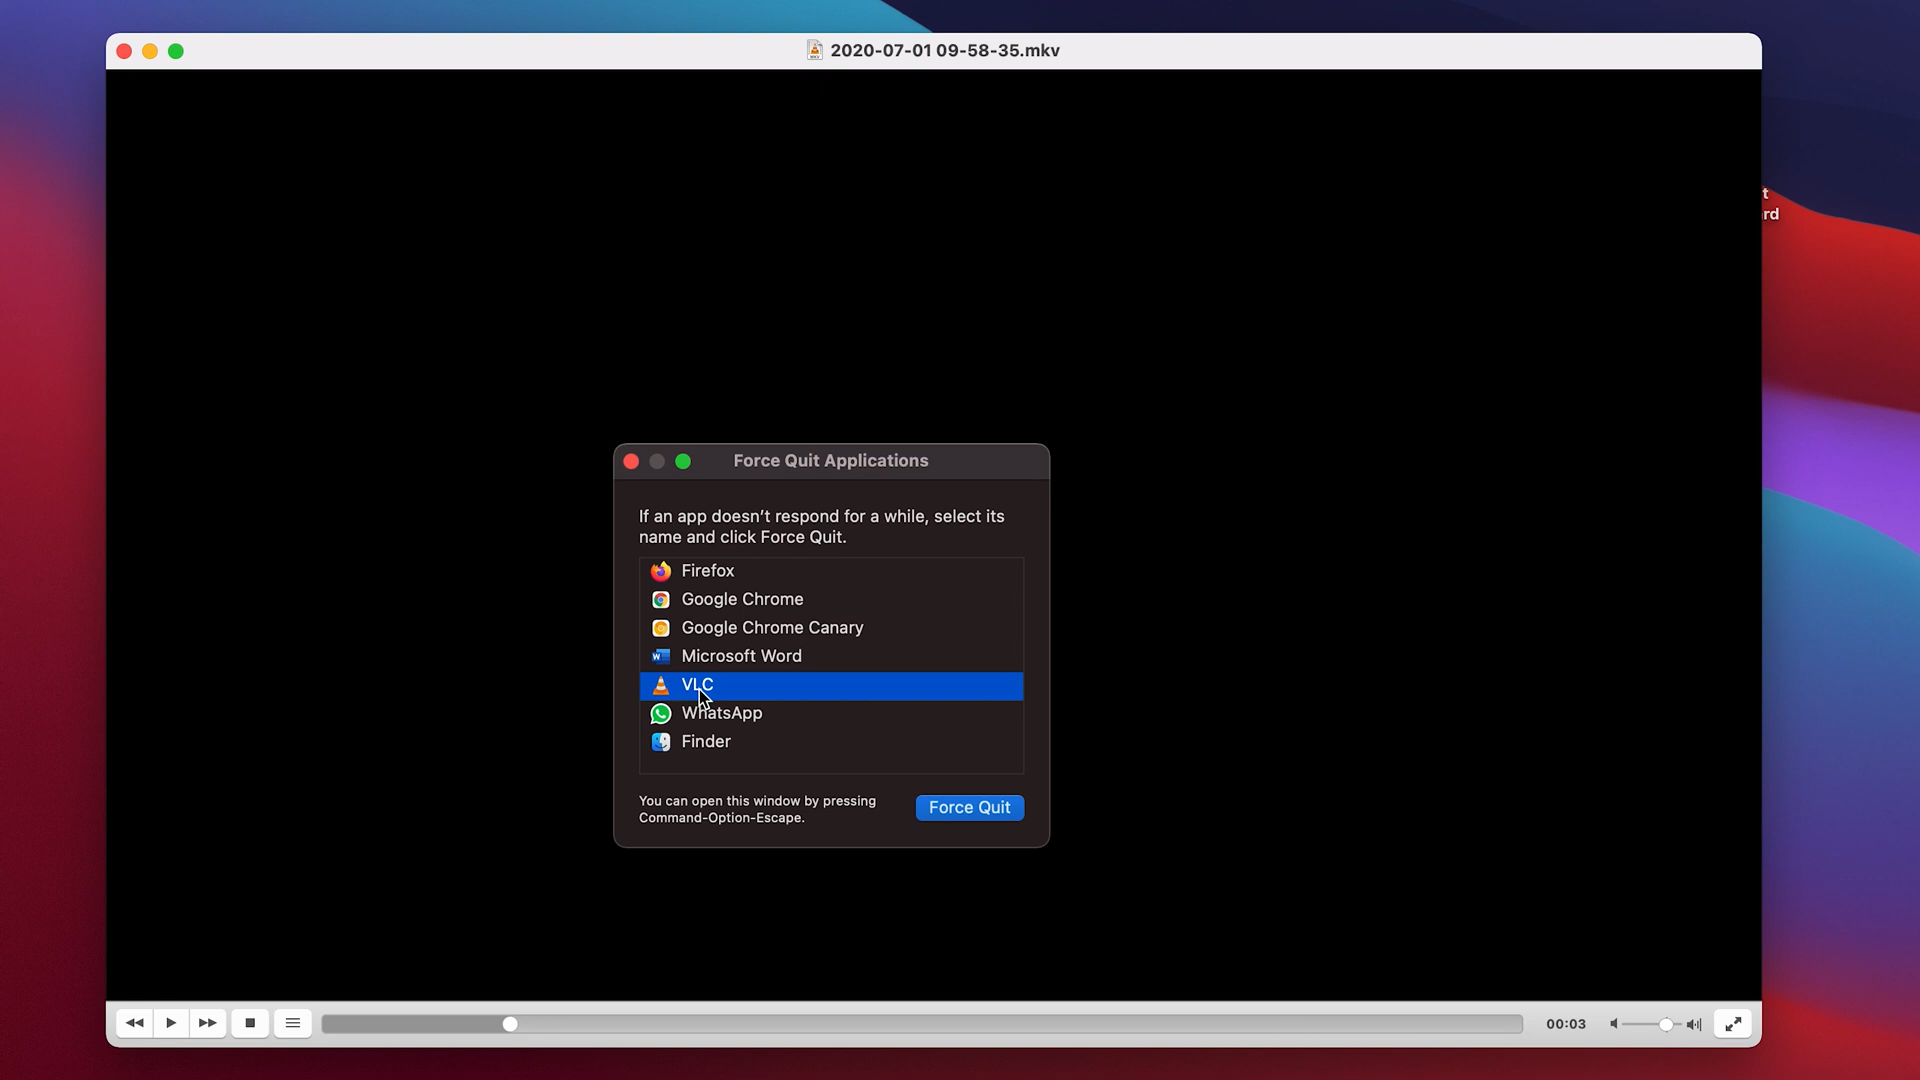 2020-07-01 09-58-35.mkv
t
rd
Force Quit Applications
If an app doesn't respond for a while, select its
name and click Force Quit.
Firefox
Google Chrome
Google Chrome Canary
Microsoft Word
VLC
WhatsApp
Finder
You can open this window by pressing
Command-Option-Escape.
Force Quit
00:03